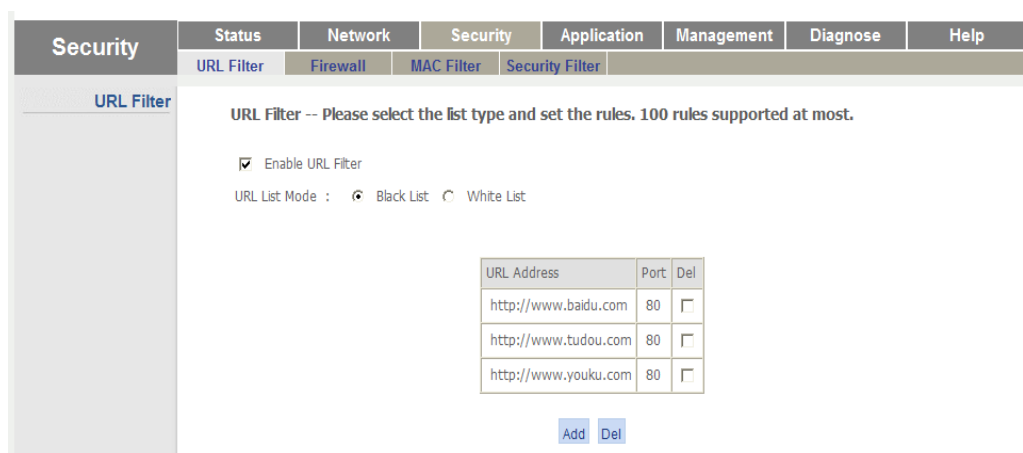 Security
Status Network Security Application Management Diagnose Help
URL Filter Firewall MAC Filter Security Filter
URL Filter
URL Filter -- Please select the list type and set the rules. 100 rules supported at most.
Enable URL Filter
URL List Mode : Black List White List
URL Address Port Del
http://www.baidu.com 80
http://www.tudou.com 80
http://www.youku.com 80
Add Del